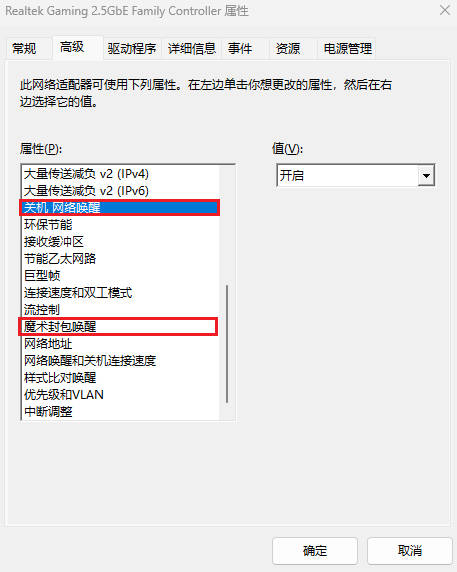 Realtek Gaming 2.5GbE Family Controller 属性
常规 高级 驱动程序 详细信息 事件 资源 电源管理
此网络适配器可使用下列属性。在左边单击你想更改的属性，然后在右
边选择它的值。
属性(P): 值(V):
大量传送减负 v2 (IPv4) 开启
大量传送减负 v2 (IPv6)
关机 网络唤醒
环保节能
接收缓冲区
节能乙太网路
巨型帧
连接速度和双工模式
流控制
魔术封包唤醒
网络地址
网络唤醒和关机连接速度
样式比对唤醒
优先级和VLAN
中断调整
确定 取消